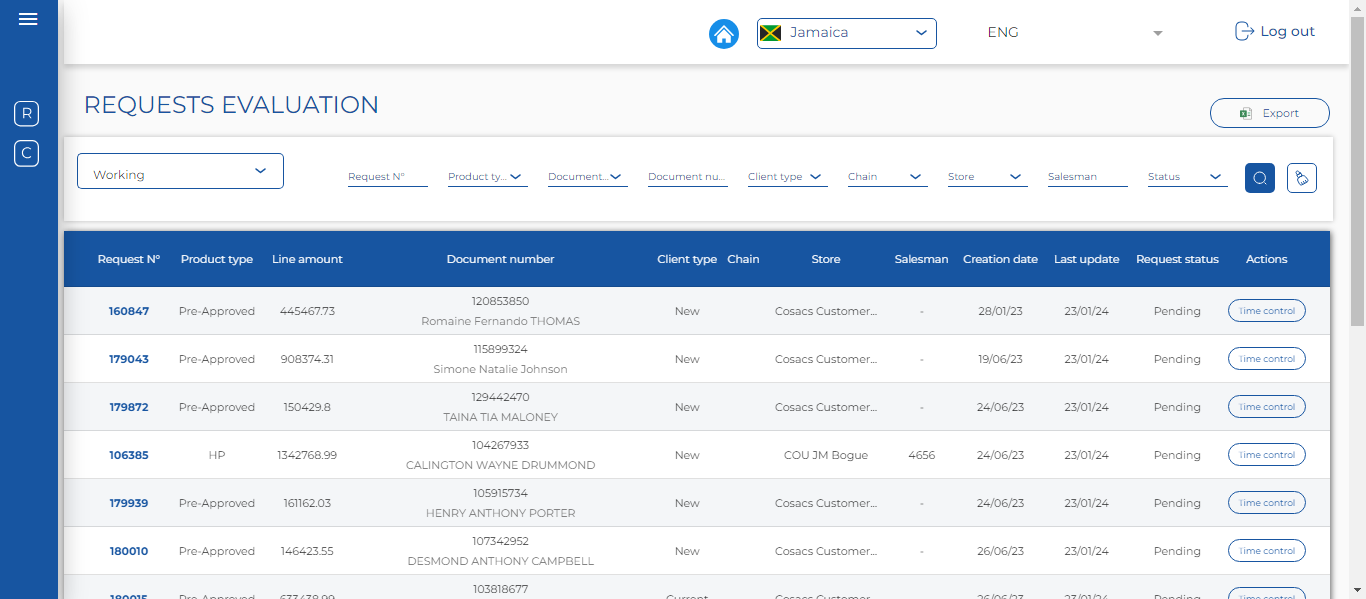 Jamaica ENG Log out
R
C
REQUESTS EVALUATION
Export
Working Request N° Product ty... Document... Document nu... Client type Chain Store Salesman Status
Request N° Product type Line amount Document number Client type Chain Store Salesman Creation date Last update Request status Actions
160847 Pre-Approved 445467.73 120853850 New Cosacs Customer... - 28/01/23 23/01/24 Pending Time control
Romaine Fernando THOMAS
179043 Pre-Approved 908374.31 115899324 New Cosacs Customer... - 19/06/23 23/01/24 Pending Time control
Simone Natalie Johnson
179872 Pre-Approved 150429.8 129442470 New Cosacs Customer... - 24/06/23 23/01/24 Pending Time control
TAINA TIA MALONEY
106385 HP 1342768.99 104267933 New COU JM Bogue 4656 24/06/23 23/01/24 Pending Time control
CALINGTON WAYNE DRUMMOND
179939 Pre-Approved 161162.03 105915734 New Cosacs Customer... - 24/06/23 23/01/24 Pending Time control
HENRY ANTHONY PORTER
180010 Pre-Approved 146423.55 107342952 New Cosacs Customer... - 26/06/23 23/01/24 Pending Time control
DESMOND ANTHONY CAMPBELL
103818677
180015 Pre-Approved 633438.99 Current Cosacs Customer... - 26/06/23 23/01/24 Pending Time control